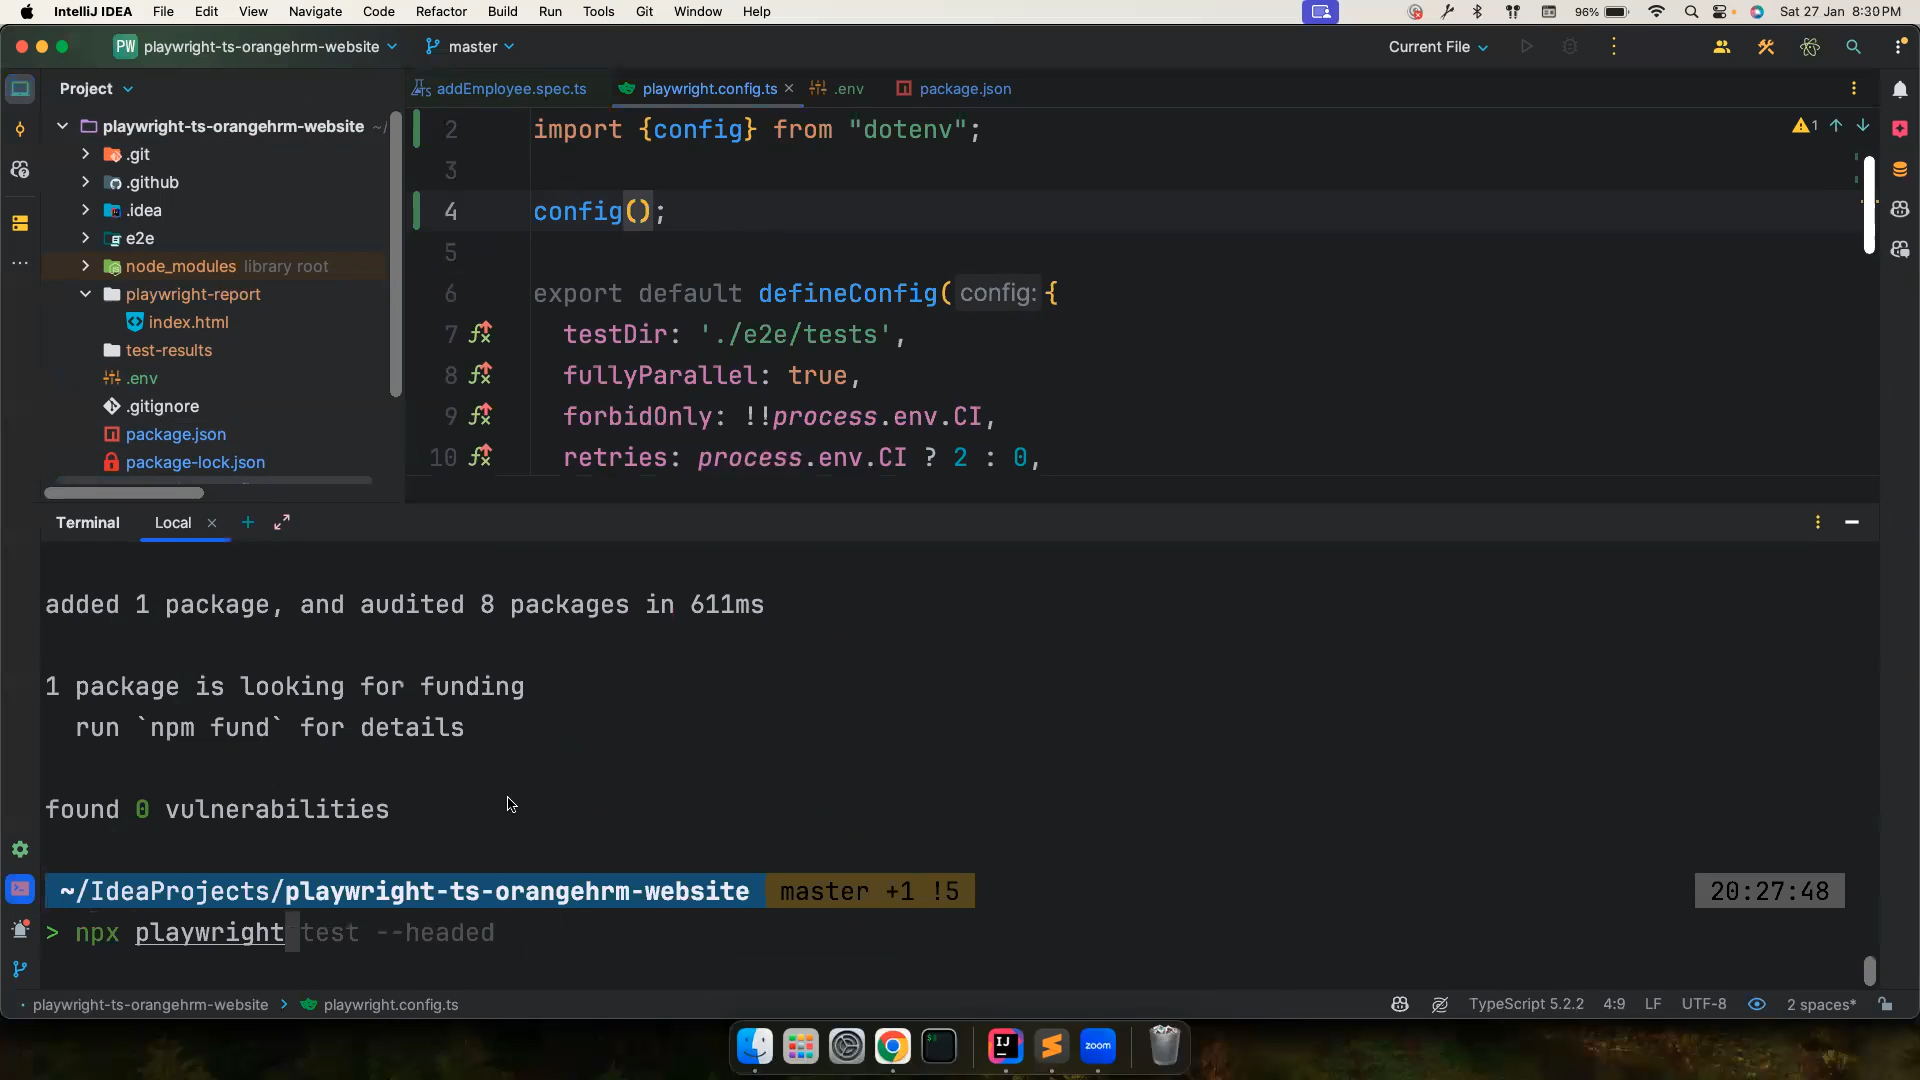 IntelliJ IDEA File Edit View Navigate Code Refactor Build Run Tools Git Window Help 96% Sat 27 Jan 8:30 PM
PW playwright-ts-orangehrm-website master Current File
Project
addEmployee.spec.ts playwright.config.ts .env package.json
playwright-ts-orangehrm-website ~/
.git
.github
.idea
e2e
node_modules library root
playwright-report
index.html
test-results
.env
.gitignore
package.json
package-lock.json
1
2 import {config} from "dotenv";
3
4 config();
5
6 export default defineConfig( config: {
7 testDir: './e2e/tests',
8 fullyParallel: true,
9 forbidOnly: !!process.env.CI,
10 retries: process.env.CI ? 2 : 0,
Terminal Local
added 1 package, and audited 8 packages in 611ms
1 package is looking for funding
run `npm fund` for details
found 0 vulnerabilities
~/IdeaProjects/playwright-ts-orangehrm-website master +1 !5 20:27:48
> npx playwright test --headed
playwright-ts-orangehrm-website > playwright.config.ts TypeScript 5.2.2 4:9 LF UTF-8 2 spaces*
IJ zoom